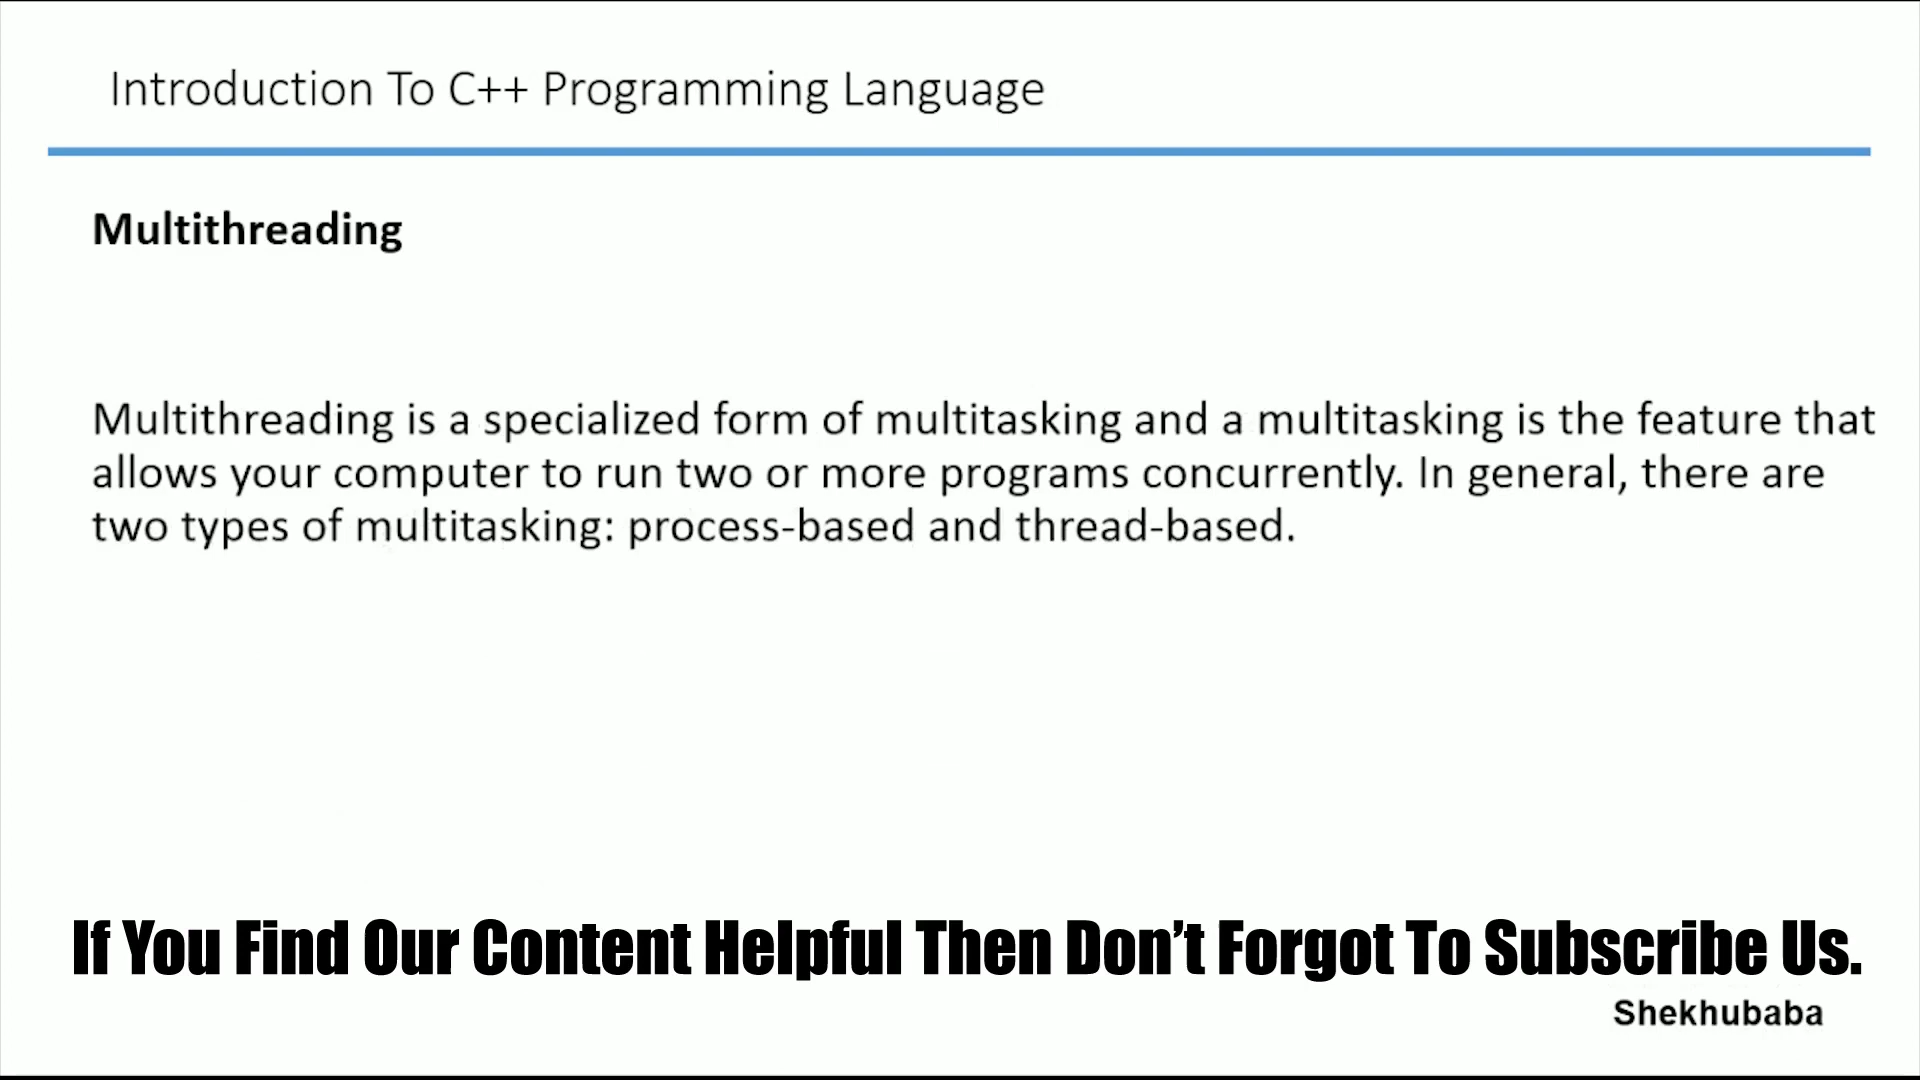 Introduction To C++ Programming Language
Multithreading
Multithreading is a specialized form of multitasking and a multitasking is the feature that
allows your computer to run two or more programs concurrently. In general, there are
two types of multitasking: process-based and thread-based.
If You Find Our Content Helpful Then Don’t Forgot To Subscribe Us.
Shekhubaba